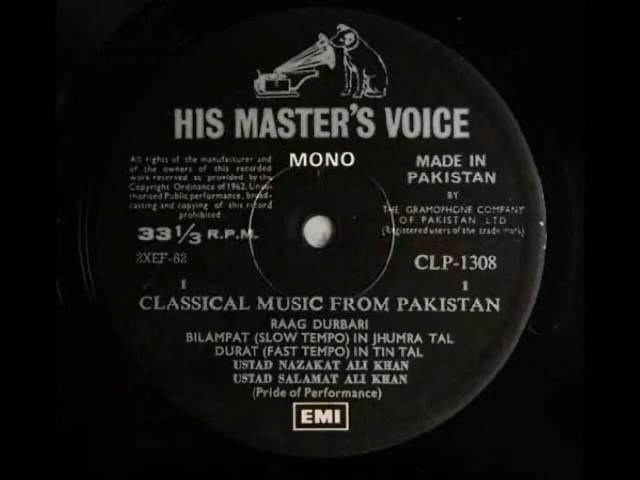 HIS MASTER'S VOICE
All rights of the manufacturer and
of the owners of this recorded
work reserved as provided by the
Copyright Ordinance of 1962. Unau-
thorised Public performance, broad-
casting and copying of this record
prohibited
MONO
MADE IN
PAKISTAN
BY
THE GRAMOPHONE COMPANY
OF PAKISTAN LTD
(Registered users of the trade mark)
33 1/3 R.P.M.
2XEF-62
CLP-1308
I
I
CLASSICAL MUSIC FROM PAKISTAN
RAAG DURBARI
BILAMPAT (SLOW TEMPO) IN JHUMRA TAL
DURAT (FAST TEMPO) IN TIN TAL
USTAD NAZAKAT ALI KHAN
USTAD SALAMAT ALI KHAN
(Pride of Performance)
EMI